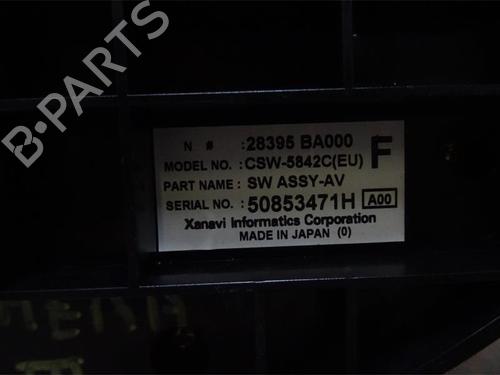 B-PARTS
N # : 28395 BA000
F
MODEL NO. : CSW-5842C(EU)
PART NAME : SW ASSY-AV
SERIAL NO. : 50853471H A00
Xanavi Informatics Corporation
MADE IN JAPAN (0)